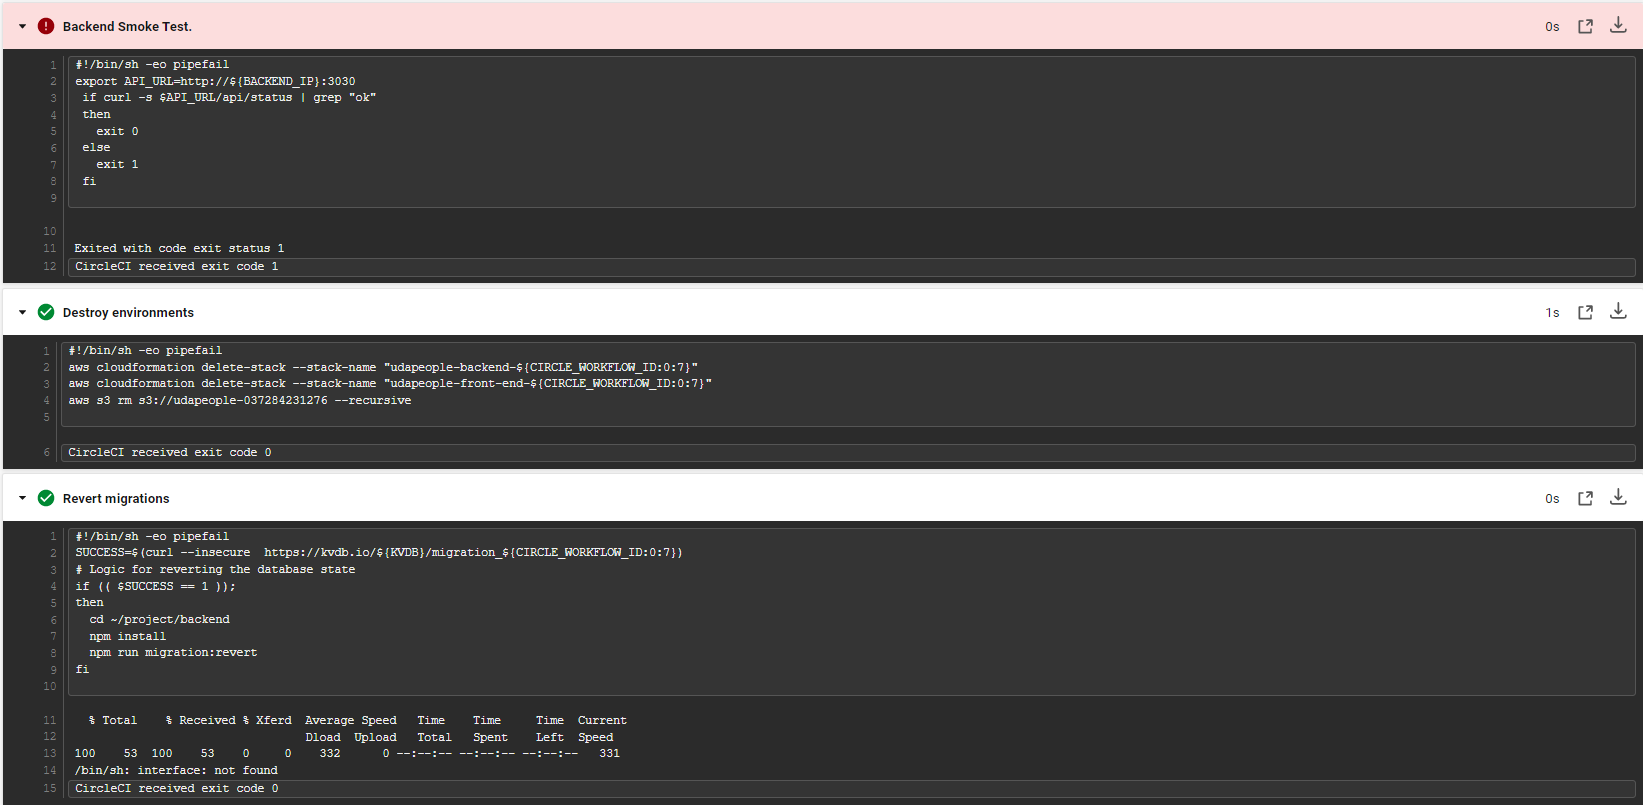 Backend Smoke Test. 0s
1 #!/bin/sh -eo pipefail
2 export API_URL=http://${BACKEND_IP}:3030
3 if curl -s $API_URL/api/status | grep "ok"
4 then
5 exit 0
6 else
7 exit 1
8 fi
9
10
11 Exited with code exit status 1
12 CircleCI received exit code 1
Destroy environments 1s
1 #!/bin/sh -eo pipefail
2 aws cloudformation delete-stack --stack-name "udapeople-backend-${CIRCLE_WORKFLOW_ID:0:7}"
3 aws cloudformation delete-stack --stack-name "udapeople-front-end-${CIRCLE_WORKFLOW_ID:0:7}"
4 aws s3 rm s3://udapeople-037284231276 --recursive
5
6 CircleCI received exit code 0
Revert migrations 0s
1 #!/bin/sh -eo pipefail
2 SUCCESS=$(curl --insecure  https://kvdb.io/${KVDB}/migration_${CIRCLE_WORKFLOW_ID:0:7})
3 # Logic for reverting the database state
4 if (( $SUCCESS == 1 ));
5 then
6 cd ~/project/backend
7 npm install
8 npm run migration:revert
9 fi
10
11 % Total % Received % Xferd Average Speed Time Time Time Current
12 Dload Upload Total Spent Left Speed
13 100 53 100 53 0 0 332 0 --:--:-- --:--:-- --:--:-- 331
14 /bin/sh: interface: not found
15 CircleCI received exit code 0